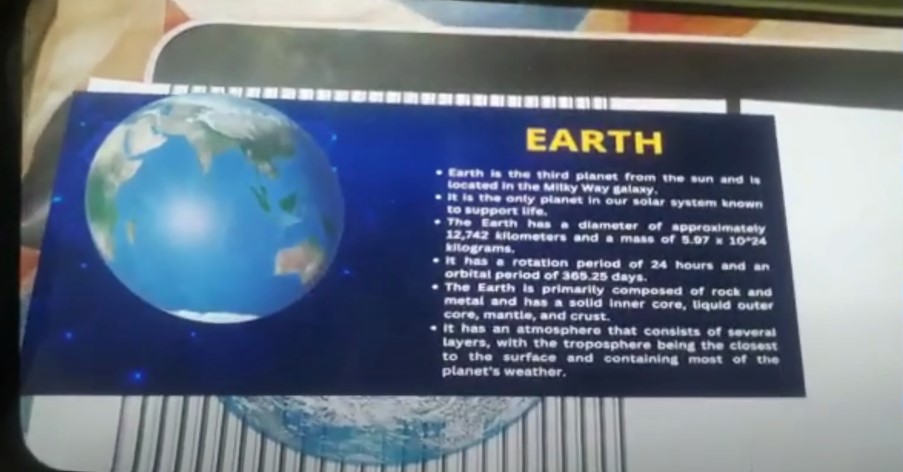 EARTH
• Earth is the third planet from the sun and is
located in the Milky Way galaxy.
• It is the only planet in our solar system known
to support life.
• The Earth has a diameter of approximately
12,742 kilometers and a mass of 5.97 x 10^24
kilograms.
• It has a rotation period of 24 hours and an
orbital period of 365.25 days.
• The Earth is primarily composed of rock and
metal and has a solid inner core, liquid outer
core, mantle, and crust.
• It has an atmosphere that consists of several
layers, with the troposphere being the closest
to the surface and containing most of the
planet's weather.